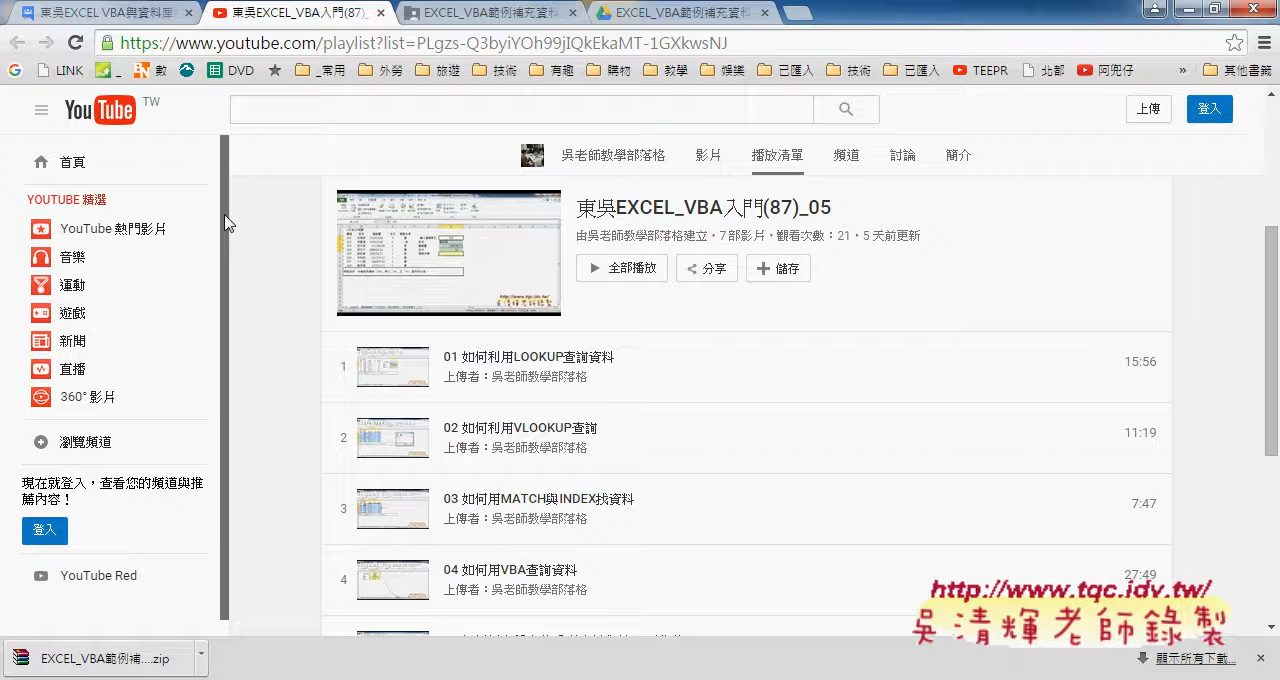 東吳EXCEL VBA與資料庫
東吳EXCEL_VBA入門(87)_
EXCEL_VBA範例補充資料
EXCEL_VBA範例補充資料
https://www.youtube.com/playlist?list=PLgzs-Q3byiYOh99jIQkEkaMT-1GXkwsNJ
LINK
數
DVD
_常用
外勞
旅遊
技術
有趣
購物
教學
娛樂
已匯入
技術
已匯入
TEEPR
北都
阿兜仔
»
其他書籤
YouTube TW
上傳
登入
吳老師教學部落格
影片
播放清單
頻道
討論
簡介
首頁
YOUTUBE 精選
YouTube 熱門影片
音樂
運動
遊戲
新聞
直播
360° 影片
瀏覽頻道
現在就登入,查看您的頻道與推
薦內容!
登入
YouTube Red
東吳EXCEL_VBA入門(87)_05
由吳老師教學部落格建立・7 部影片・觀看次數:21・5 天前更新
全部播放
分享
儲存
1
01 如何利用LOOKUP查詢資料
上傳者:吳老師教學部落格
15:56
2
02 如何利用VLOOKUP查詢
上傳者:吳老師教學部落格
11:19
3
03 如何用MATCH與INDEX找資料
上傳者:吳老師教學部落格
7:47
4
04 如何用VBA查詢資料
上傳者:吳老師教學部落格
27:49
http://www.tqc.idv.tw/
吳清輝老師錄製
EXCEL_VBA範例補....zip
顯示所有下載...